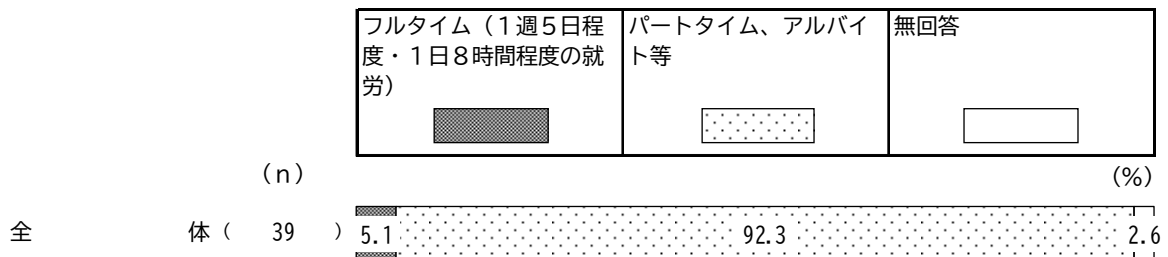 フルタイム（１週５日程度・１日８時間程度の就労）
パートタイム、アルバイト等
無回答
（ｎ）
(％)
全 体（ 39 ） 5.1 92.3 2.6